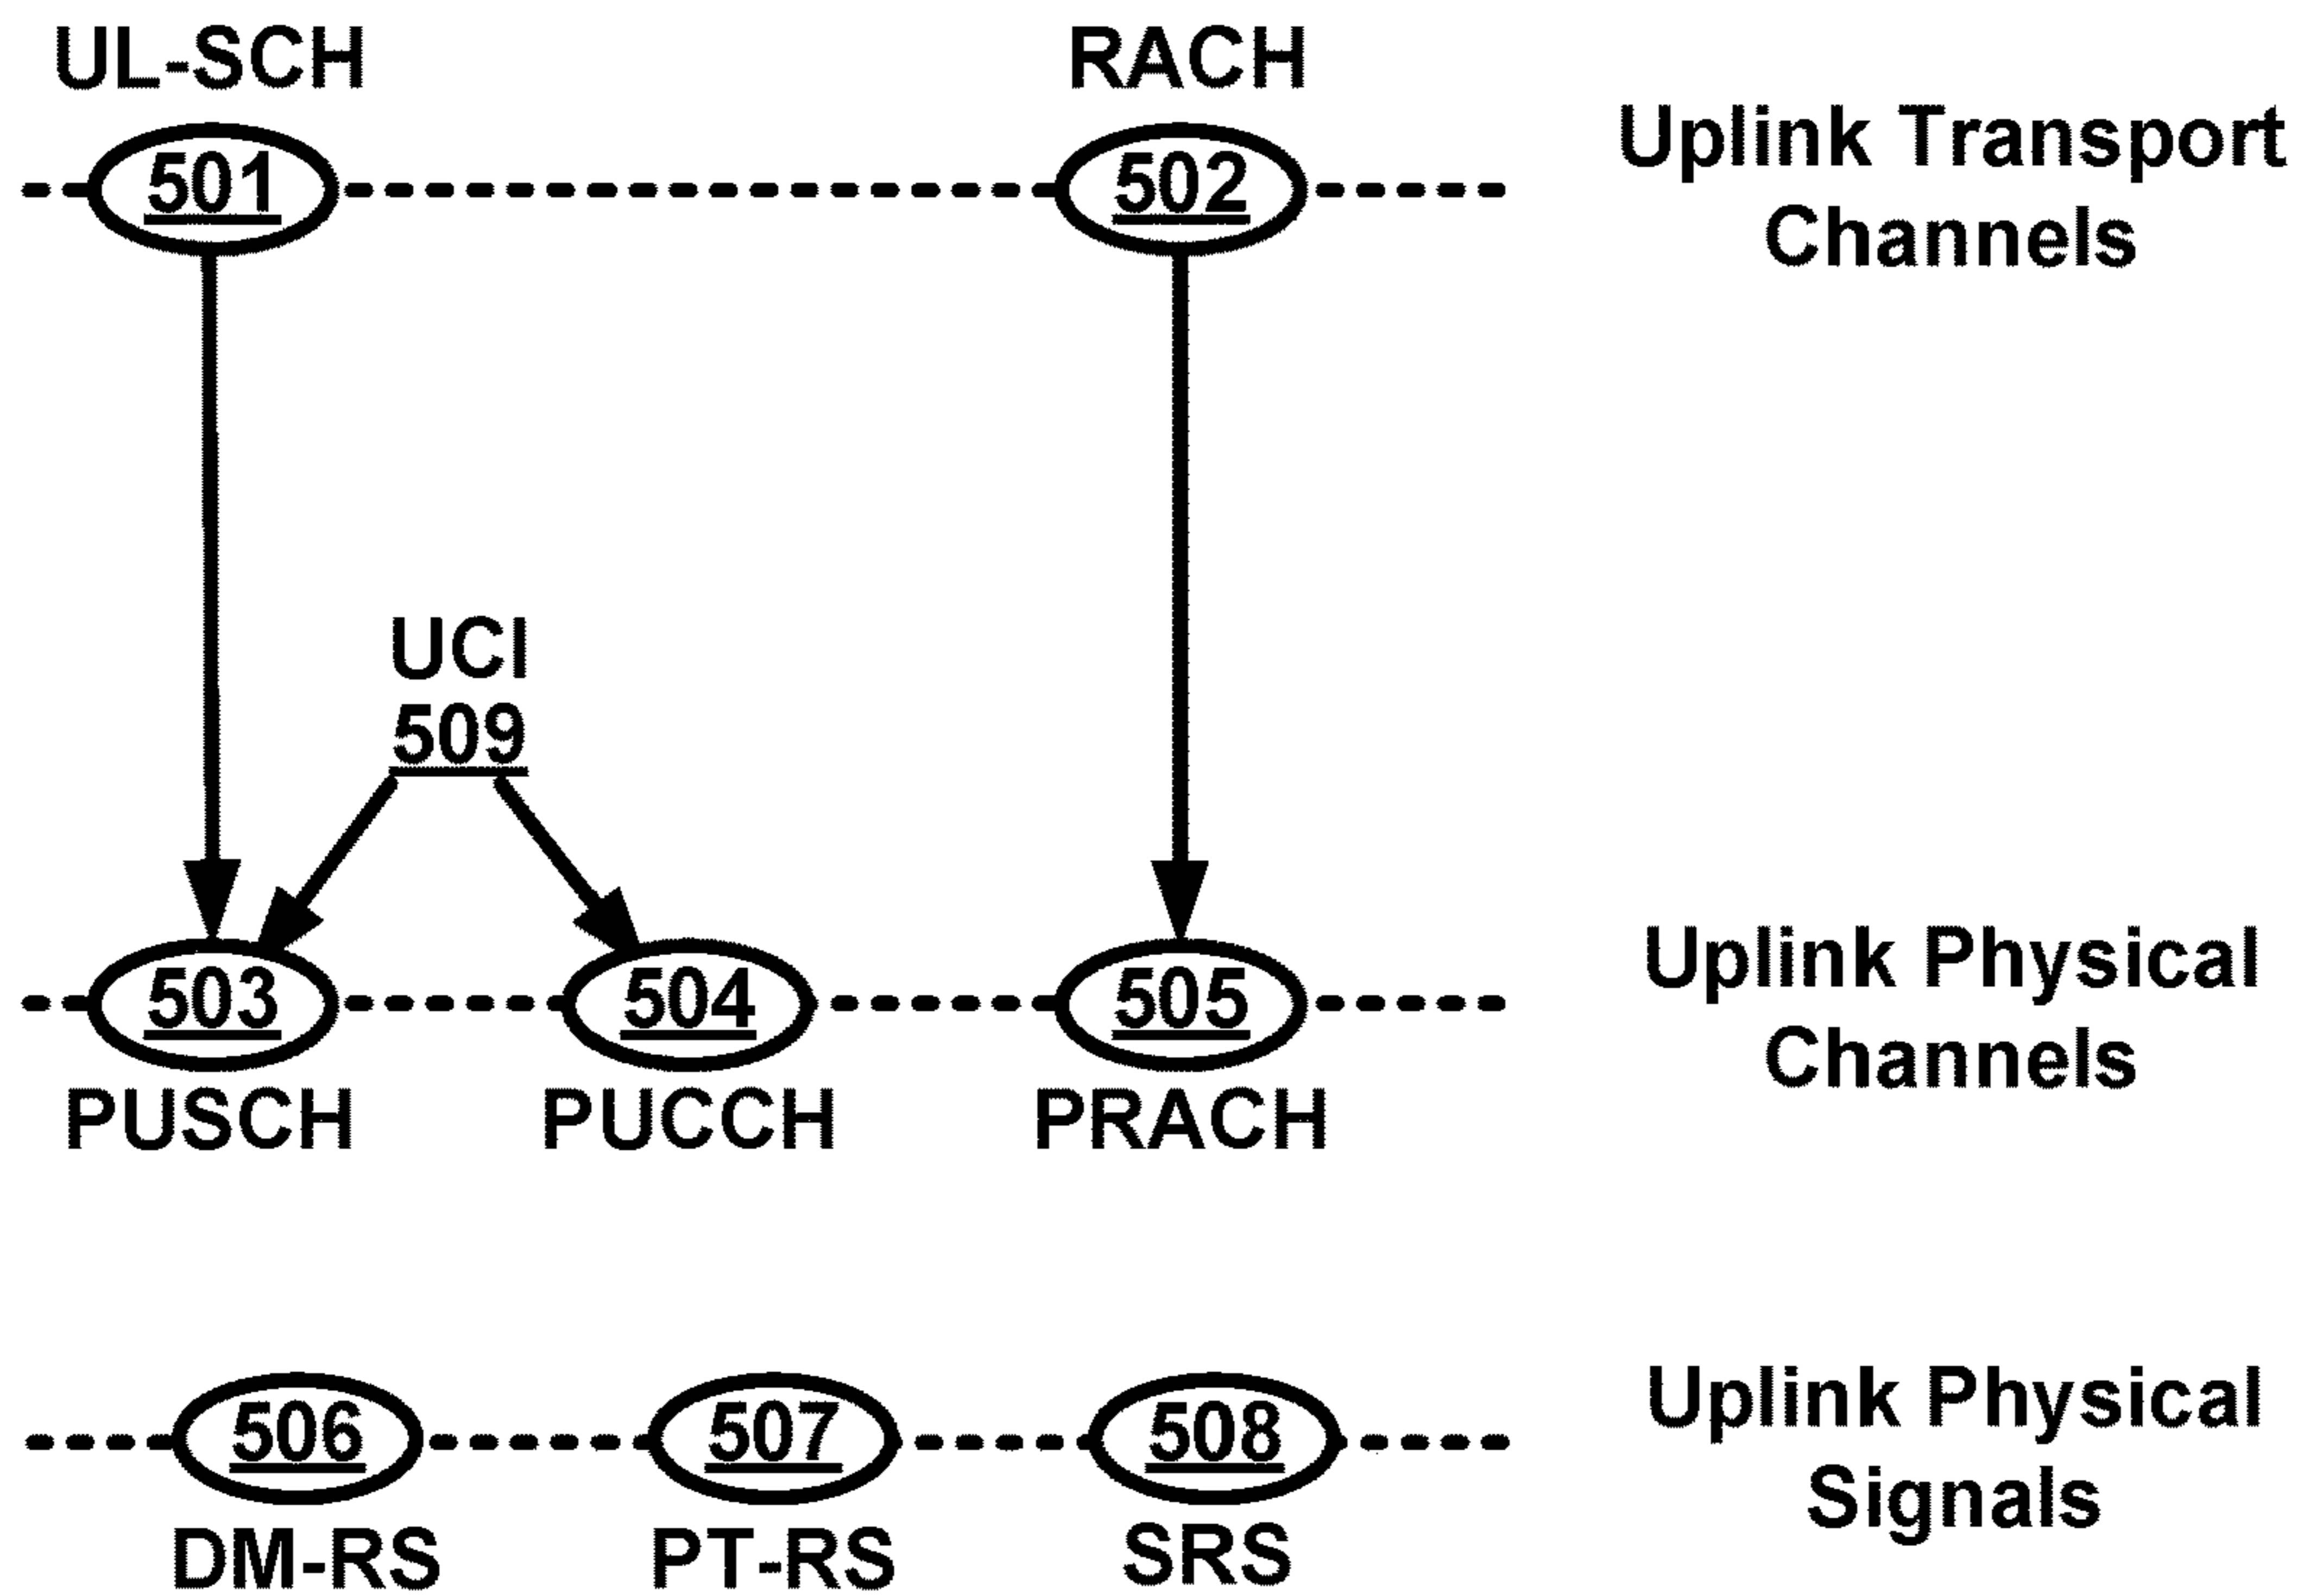 UL-SCH
RACH
501
502
Uplink Transport
Channels
UCI
509
503
504
505
Uplink Physical
Channels
PUSCH
PUCCH
PRACH
506
507
508
Uplink Physical
Signals
DM-RS
PT-RS
SRS